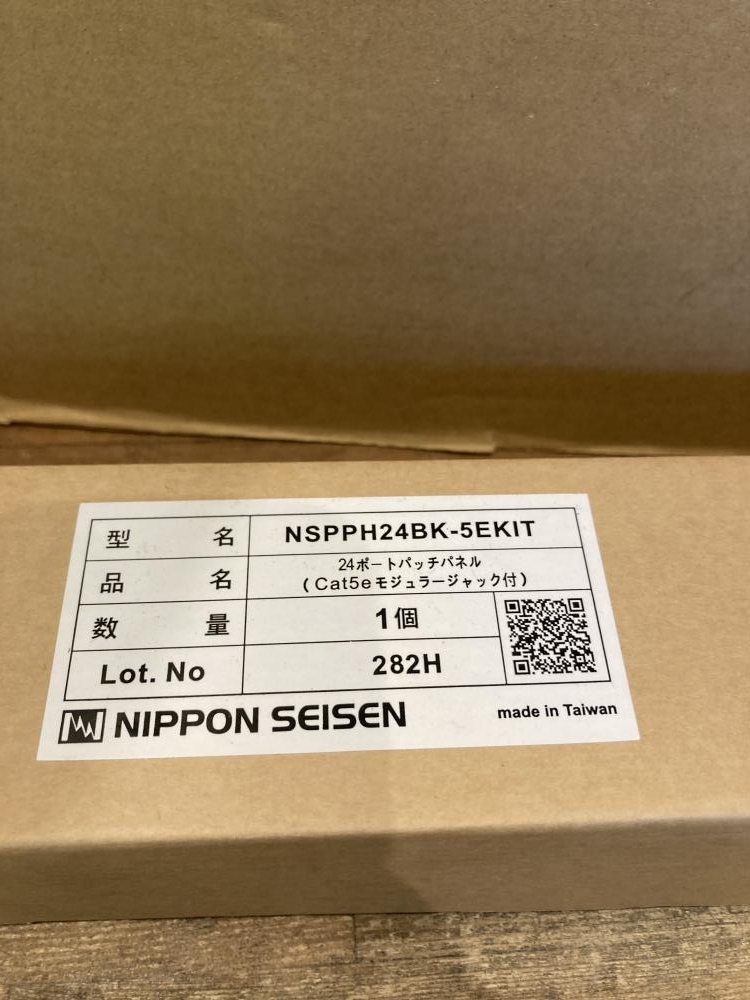 型 名 NSPPH24BK-5EKIT
品 名 24ポートパッチパネル
(Cat5eモジュラージャック付)
数 量 1個
Lot. No 282H
NIPPON SEISEN made in Taiwan